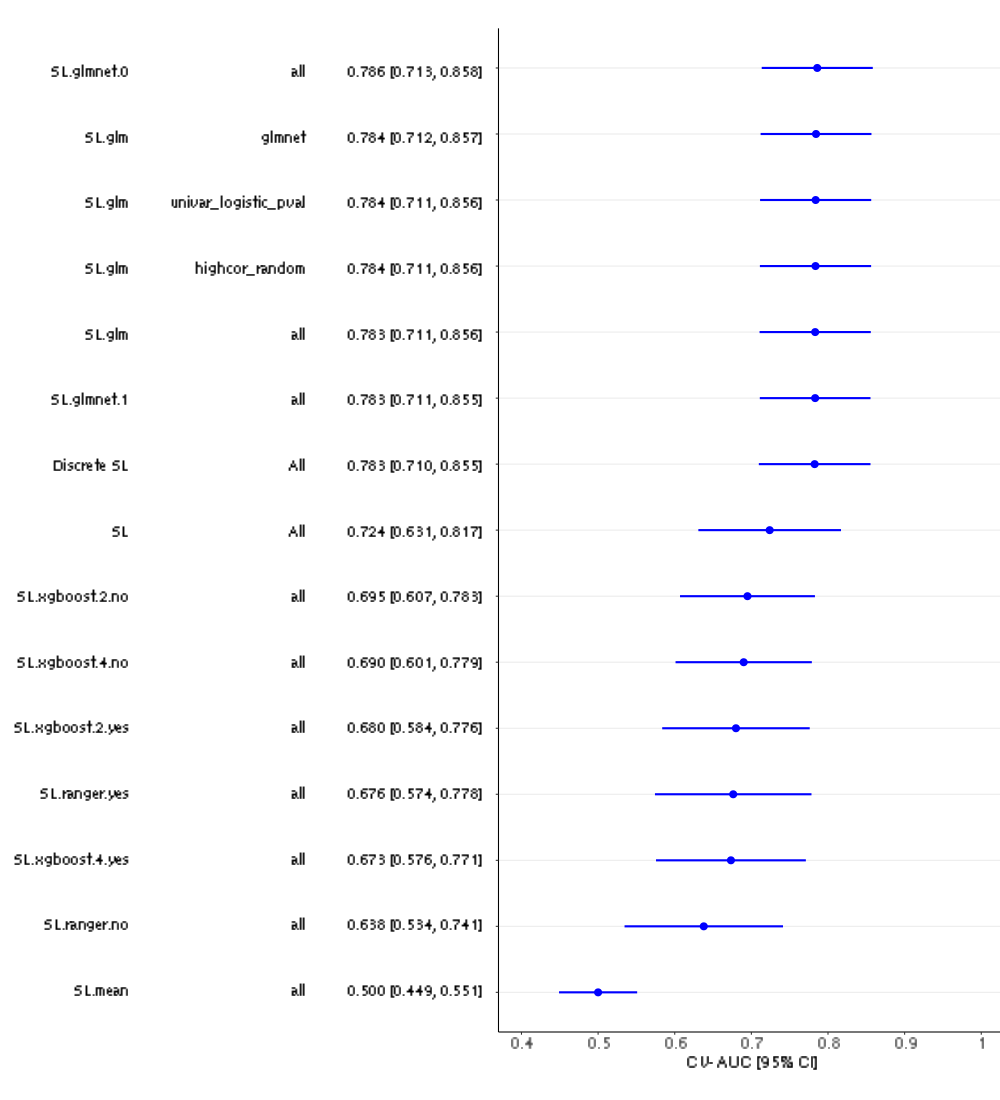 SL.glmnet.0 all 0.786 [0.713, 0.858]
SL.glm glmnet 0.784 [0.712, 0.857]
SL.glm univar_logistic_pval 0.784 [0.711, 0.856]
SL.glm highcor_random 0.784 [0.711, 0.856]
SL.glm all 0.783 [0.711, 0.856]
SL.glmnet.1 all 0.783 [0.711, 0.855]
Discrete SL All 0.783 [0.710, 0.855]
SL All 0.724 [0.631, 0.817]
SL.xgboost.2.no all 0.695 [0.607, 0.783]
SL.xgboost.4.no all 0.690 [0.601, 0.779]
SL.xgboost.2.yes all 0.680 [0.584, 0.776]
SL.ranger.yes all 0.676 [0.574, 0.778]
SL.xgboost.4.yes all 0.673 [0.576, 0.771]
SL.ranger.no all 0.638 [0.534, 0.741]
SL.mean all 0.500 [0.449, 0.551]
0.4 0.5 0.6 0.7 0.8 0.9 1
CV-AUC [95% CI]